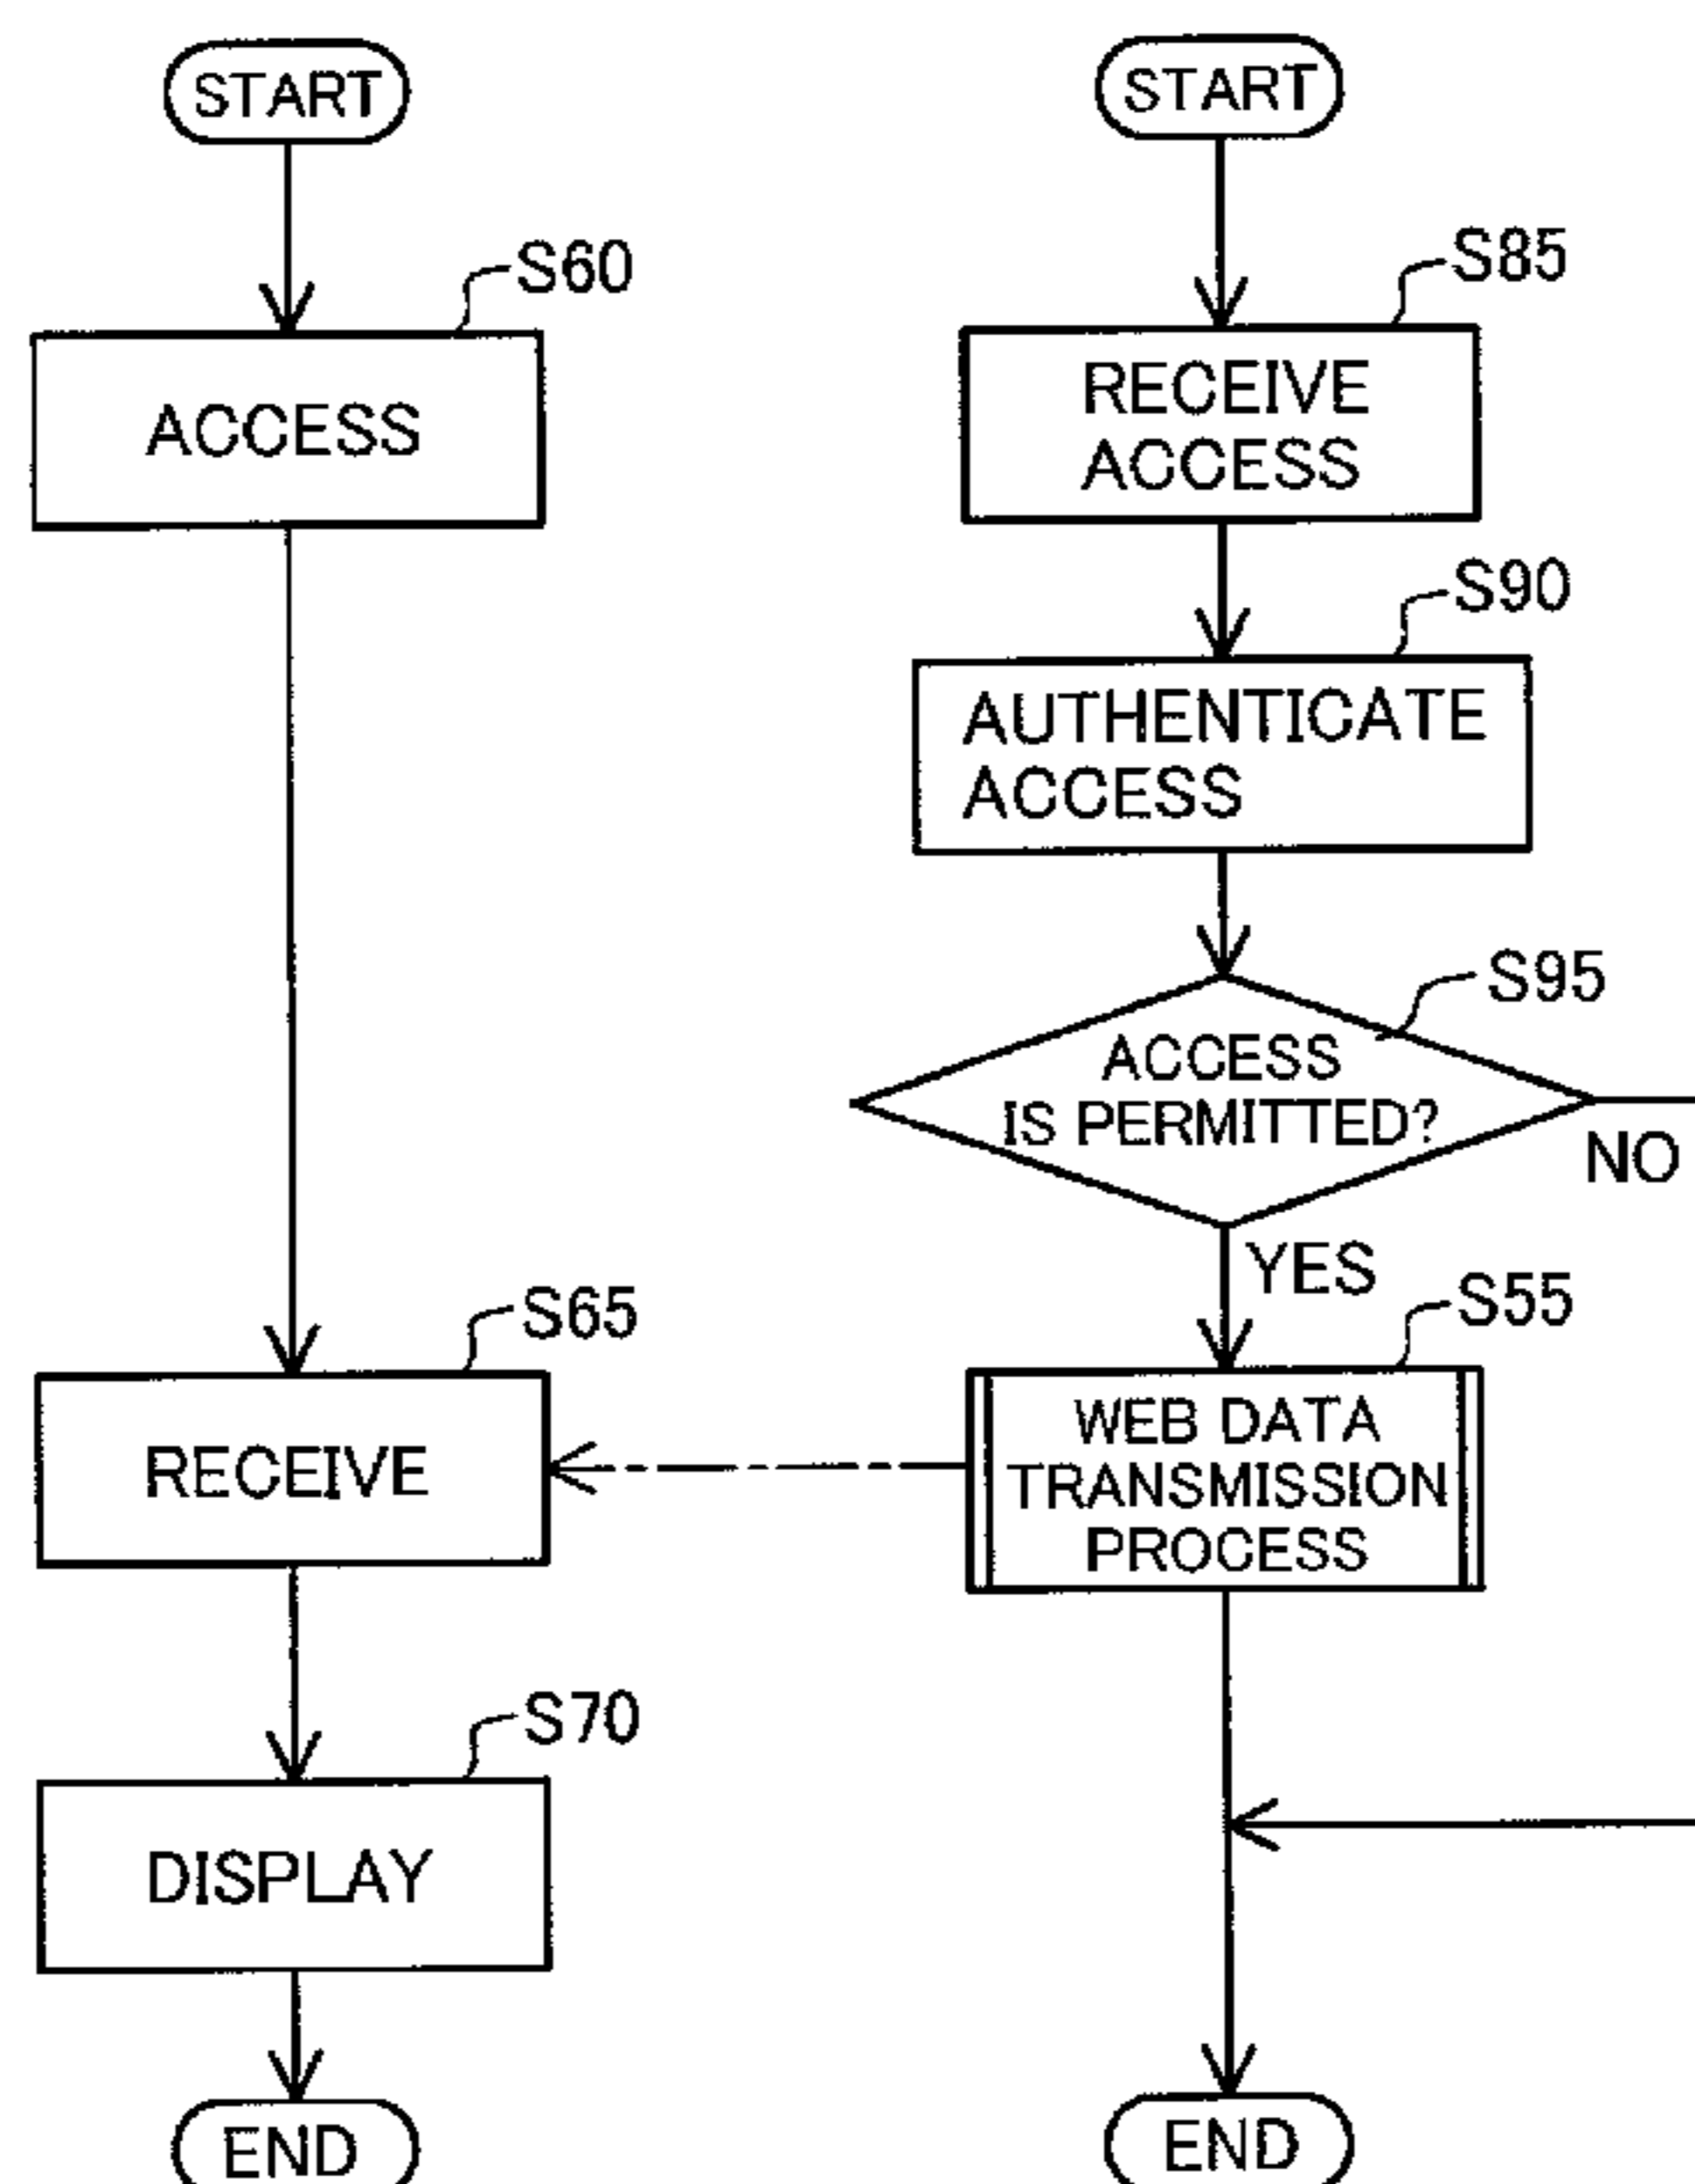 START
S60
ACCESS
S65
RECEIVE
S70
DISPLAY
END
START
S85
RECEIVE
ACCESS
S90
AUTHENTICATE
ACCESS
S95
ACCESS
IS PERMITTED?
NO
YES
S55
WEB DATA
TRANSMISSION
PROCESS
END